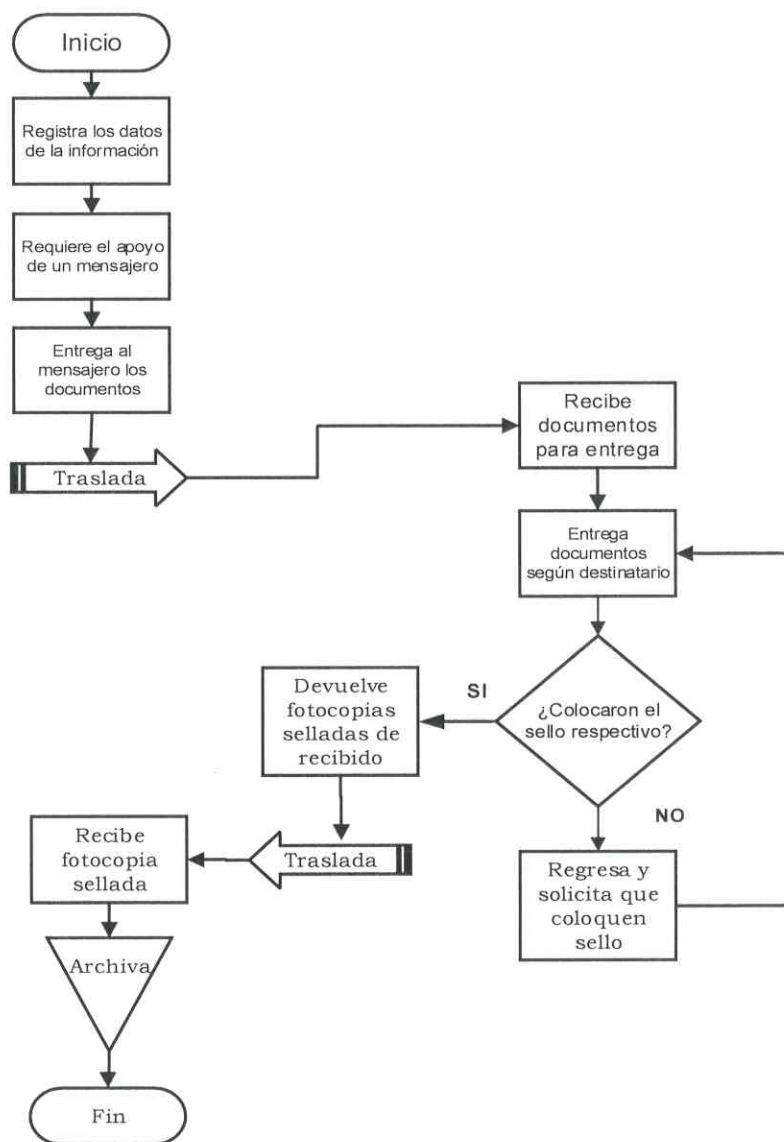 Inicio
Registra los datos
de la información
Requiere el apoyo
de un mensajero
Entrega al
mensajero los
documentos
Traslada
Recibe
documentos
para entrega
Entrega
documentos
según destinatario
¿Colocaron el
sello respectivo?
SI
Devuelve
fotocopias
selladas de
recibido
Traslada
Recibe
fotocopia
sellada
Archiva
Fin
NO
Regresa y
solicita que
coloquen
sello